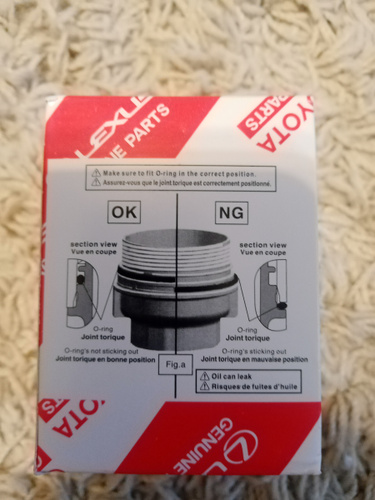 LEXUS
PARTS
TOYOTA
PARTS
Make sure to fit O-ring in the correct position.
Assurez-vous que le joint torique est correctement positionné.
OK
NG
section view
Vue en coupe
section view
Vue en coupe
O-ring
Joint torique
O-ring
Joint torique
O-ring's not sticking out
Joint torique en bonne position
O-ring's sticking out
Joint torique en mauvaise position
Fig.a
Oil can leak
Risques de fuites d'huile
TOYOTA
GENUINE